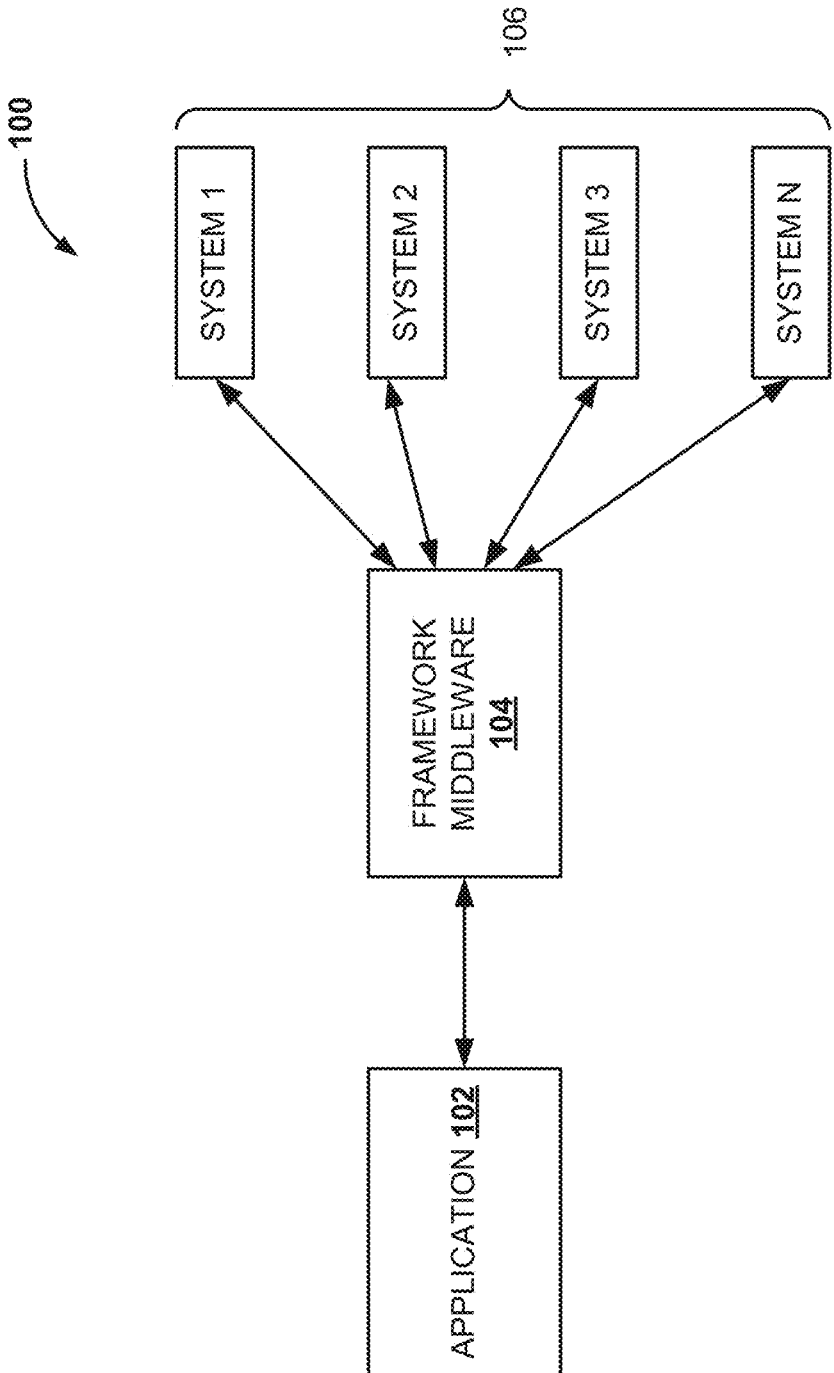 100
APPLICATION 102
FRAMEWORK
MIDDLEWARE
104
SYSTEM 1
SYSTEM 2
SYSTEM 3
SYSTEM N
106